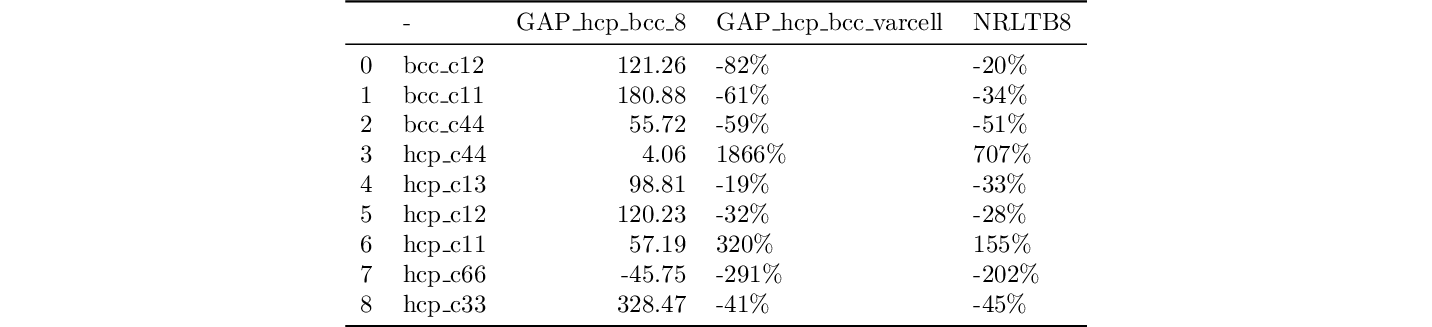 - GAP_hcp_bcc_8 GAP_hcp_bcc_varcell NRLTB8
0 bcc_c12 121.26 -82% -20%
1 bcc_c11 180.88 -61% -34%
2 bcc_c44 55.72 -59% -51%
3 hcp_c44 4.06 1866% 707%
4 hcp_c13 98.81 -19% -33%
5 hcp_c12 120.23 -32% -28%
6 hcp_c11 57.19 320% 155%
7 hcp_c66 -45.75 -291% -202%
8 hcp_c33 328.47 -41% -45%